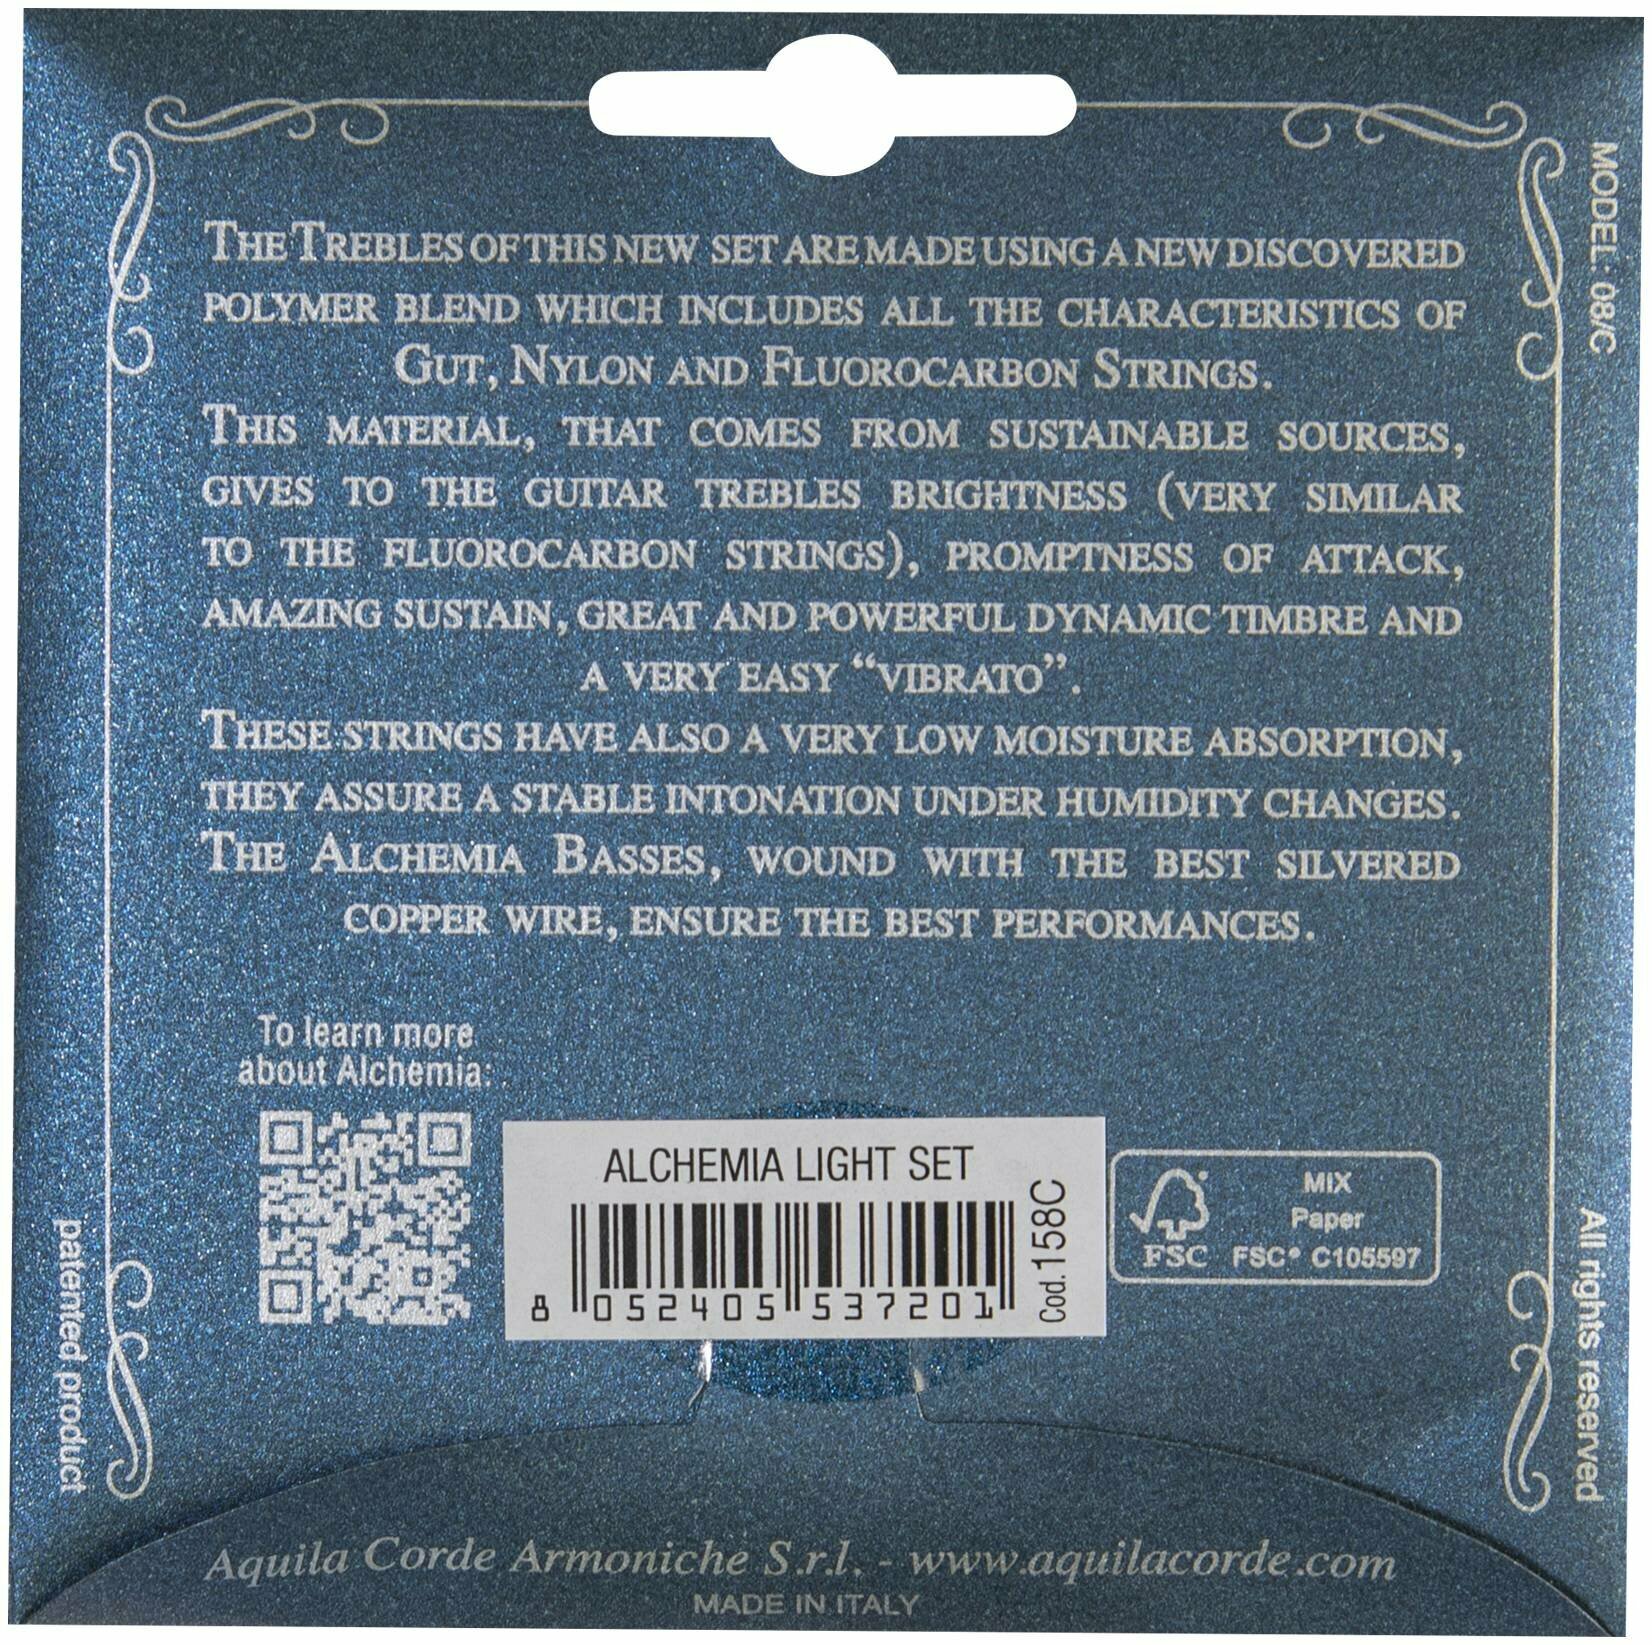 THE TREBLES OF THIS NEW SET ARE MADE USING A NEW DISCOVERED
POLYMER BLEND WHICH INCLUDES ALL THE CHARACTERISTICS OF
GUT, NYLON AND FLUOROCARBON STRINGS.
THIS MATERIAL, THAT COMES FROM SUSTAINABLE SOURCES,
GIVES TO THE GUITAR TREBLES BRIGHTNESS (VERY SIMILAR
TO THE FLUOROCARBON STRINGS), PROMPTNESS OF ATTACK,
AMAZING SUSTAIN, GREAT AND POWERFUL DYNAMIC TIMBRE AND
A VERY EASY “VIBRATO”.
THESE STRINGS HAVE ALSO A VERY LOW MOISTURE ABSORPTION,
THEY ASSURE A STABLE INTONATION UNDER HUMIDITY CHANGES.
THE ALCHEMIA BASSES, WOUND WITH THE BEST SILVERED
COPPER WIRE, ENSURE THE BEST PERFORMANCES.
MODEL: 08/C
To learn more
about Alchemia:
ALCHEMIA LIGHT SET
8 052405 537201
Cod.158C
FSC
MIX
Paper
FSC® C105597
patented product
All rights reserved
Aquila Corde Armoniche S.r.l. - www.aquilacorde.com
MADE IN ITALY